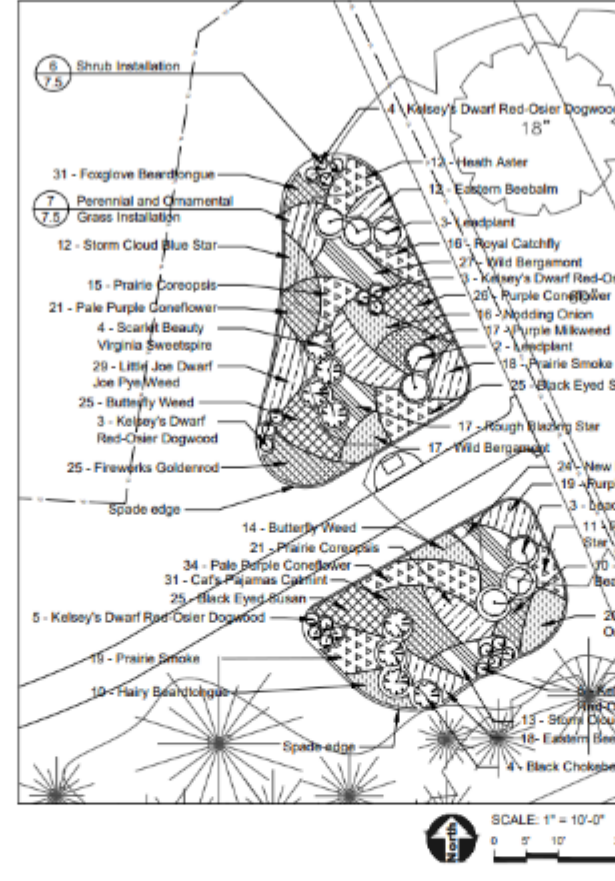 6
7.5
Shrub Installation
4 - Kelsey's Dwarf Red-Osier Dogwood
18"
31 - Foxglove Beardtongue
12 - Heath Aster
7
7.5
Perennial and Ornamental
Grass Installation
12 - Eastern Beebalm
3 - Leadplant
12 - Storm Cloud Blue Star
16 - Royal Catchfly
27 - Wild Bergamont
15 - Prairie Coreopsis
3 - Kelsey's Dwarf Red-Os
21 - Pale Purple Coneflower
26 - Purple Coneflower
16 - Nodding Onion
4 - Scarlet Beauty
Virginia Sweetspire
17 - Purple Milkweed
2 - Leadplant
29 - Little Joe Dwarf
Joe Pye Weed
18 - Prairie Smoke
25 - Black Eyed S
25 - Butterfly Weed
3 - Kelsey's Dwarf
Red-Osier Dogwood
17 - Rough Blazing Star
17 - Wild Bergamont
25 - Fireworks Goldenrod
24 - New
19 - Purp
Spade edge
3 - Lead
14 - Butterfly Weed
11 -
Star
21 - Prairie Coreopsis
34 - Pale Purple Coneflower
10 -
31 - Cat's Pajamas Catmint
25 - Black Eyed Susan
5 - Kelsey's Dwarf Red-Osier Dogwood
19 - Prairie Smoke
10 - Hairy Beardtongue
13 - Storm Clou
Spade edge
18 - Eastern Bee
4 - Black Chokebe
North
SCALE: 1" = 10'-0"
0 5' 10'